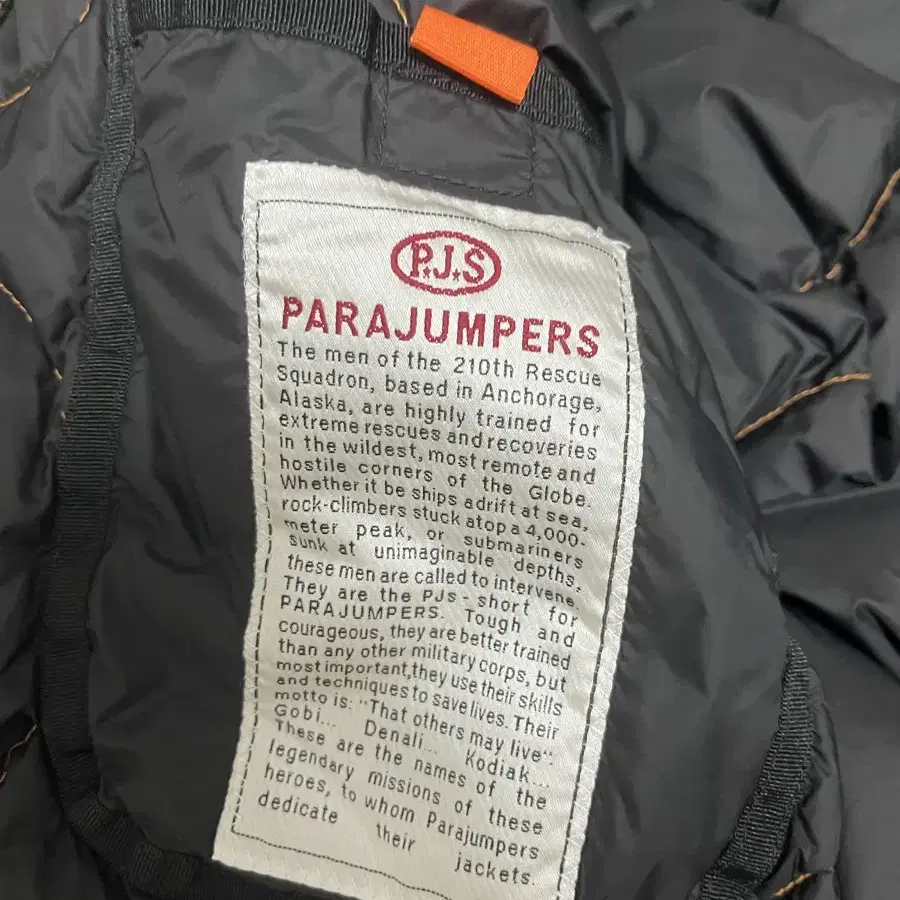 P.J.S
PARAJUMPERS
The men of the 210th Rescue
Squadron, based in Anchorage,
Alaska, are highly trained for
extreme rescues and recoveries
in the wildest, most remote and
hostile corners of the Globe.
Whether it be ships adrift at sea,
rock-climbers stuck atop a 4,000-
meter peak, or submariners
sunk at unimaginable depths,
these men are called to intervene.
They are the PJs - short for
PARAJUMPERS. Tough and
courageous, they are better trained
than any other military corps, but
most important, they use their skills
and techniques to save lives. Their
motto is: "That others may live":
Gobi... Denali... Kodiak...
These are the names of the
legendary missions of these
heroes, to whom Parajumpers
dedicate their jackets.